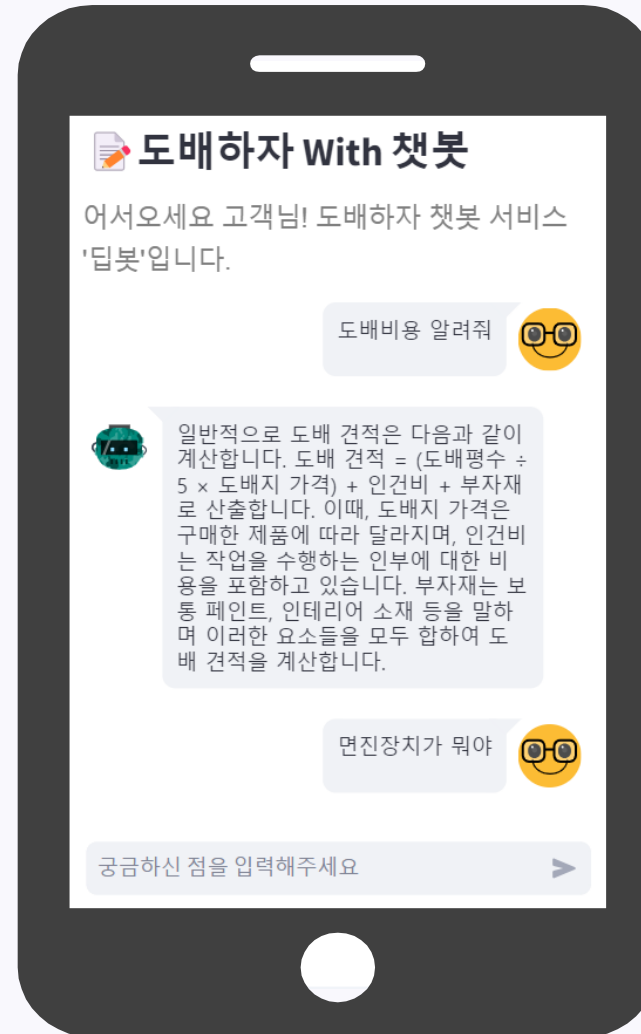 도배하자 With 챗봇
어서오세요 고객님! 도배하자 챗봇 서비스
'딥봇'입니다.
도배비용 알려줘
일반적으로 도배 견적은 다음과 같이
계산합니다. 도배 견적 = (도배평수 ÷
5 × 도배지 가격) + 인건비 + 부자재
로 산출합니다. 이때, 도배지 가격은
구매한 제품에 따라 달라지며, 인건비
는 작업을 수행하는 인부에 대한 비
용을 포함하고 있습니다. 부자재는 보
통 페인트, 인테리어 소재 등을 말하
며 이러한 요소들을 모두 합하여 도
배 견적을 계산합니다.
면진장치가 뭐야
궁금하신 점을 입력해주세요